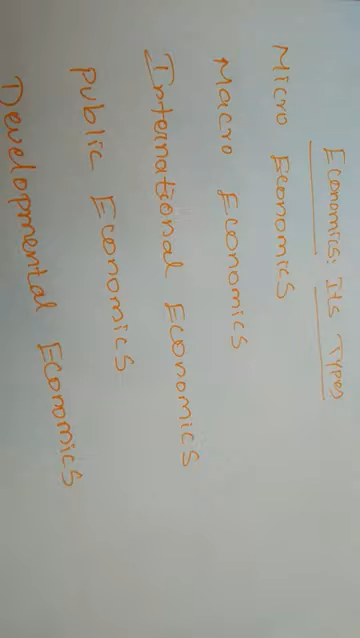 Economics: Its Types
Micro Economics
Macro Economics
International Economics
Public Economics
Developmental Economics